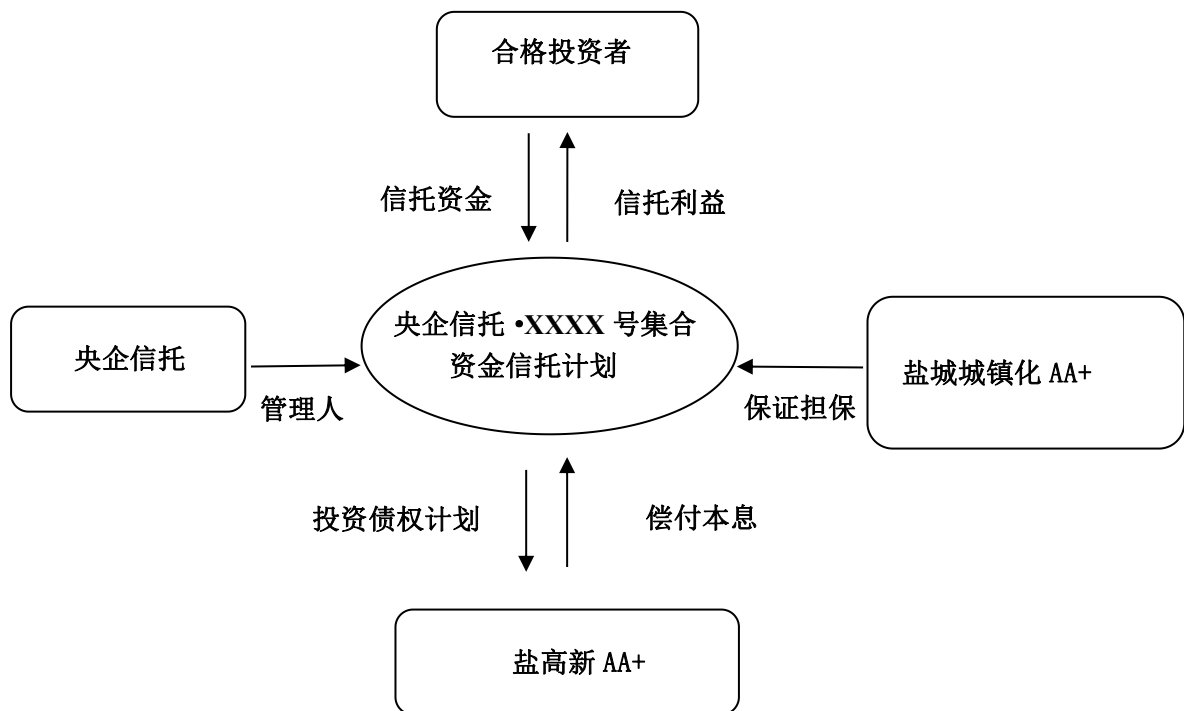 合格投资者
信托资金
信托利益
央企信托•XXXX 号集合
资金信托计划
央企信托
管理人
盐城城镇化 AA+
保证担保
投资债权计划
偿付本息
盐高新 AA+